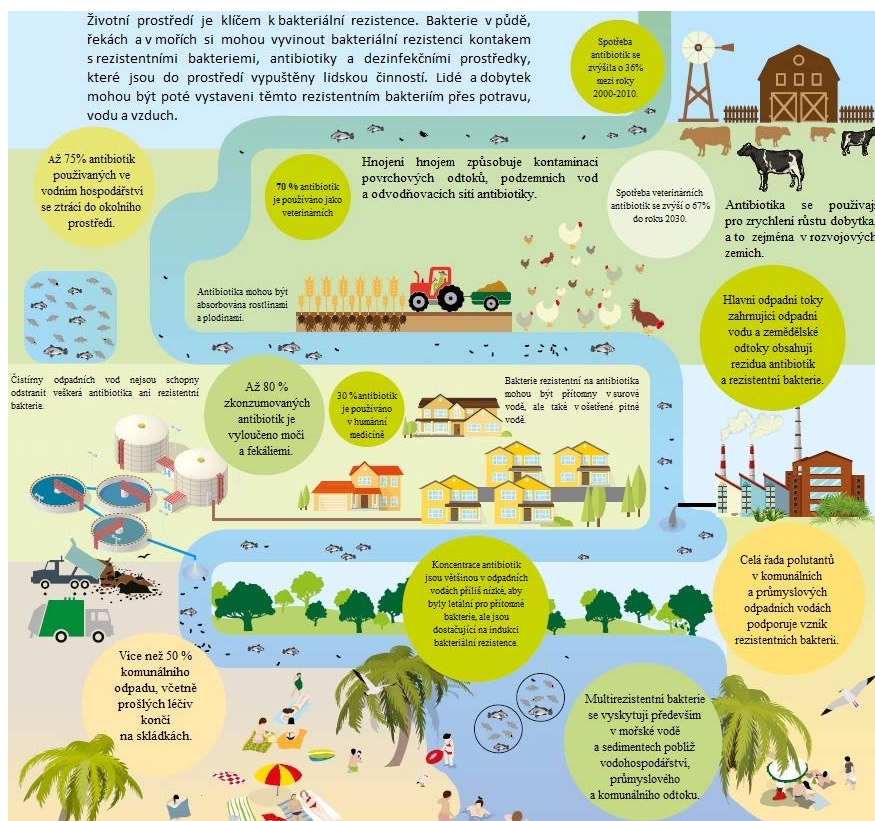 Životní prostředí je klíčem k bakteriální rezistence. Bakterie v půdě,
řekách a v mořích si mohou vyvinout bakteriální rezistenci kontakem
s rezistentními bakteriemi, antibiotiky a dezinfekčními prostředky,
které jsou do prostředí vypuštěny lidskou činností. Lidé a dobytek
mohou být poté vystaveni těmto rezistentním bakteriím přes potravu,
vodu a vzduch.
Spotřeba
antibiotik se
zvýšila o 36%
mezi roky
2000-2010.
Až 75% antibiotik
používaných ve
vodním hospodářství
se ztrácí do okolního
prostředí.
70 % antibiotik
je používáno jako
veterinárních
Hnojení hnojem způsobuje kontaminaci
povrchových odtoků, podzemních vod
a odvodňovacích sítí antibiotiky.
Spotřeba veterinárních
antibiotik se zvýší o 67%
do roku 2030.
Antibiotika se používají
pro zrychlení růstu dobytka,
a to zejména v rozvojových
zemích.
Antibiotika mohou být
absorbována rostlinami
a plodinami.
Hlavní odpadní toky
zahrnující odpadní
vodu a zemědělské
odtoky obsahují
rezidua antibiotik
a rezistentní bakterie.
Čistírny odpadních vod nejsou schopny
odstranit veškerá antibiotika ani rezistentní
bakterie.
Až 80 %
zkonzumovaných
antibiotik je
vyloučeno močí
a fekáliemi.
30 % antibiotik
je používáno
v humánní
medicíně
Bakterie rezistentní na antibiotika
mohou být přítomny v surové
vodě, ale také v ošetřené pitné
vodě.
Koncentrace antibiotik
jsou většinou v odpadních
vodách příliš nízké, aby
byly letální pro přítomné
bakterie, ale jsou
dostačující na indukci
bakteriální rezistence.
Celá řada polutantů
v komunálních
a průmyslových
odpadních vodách
podporuje vznik
rezistentních bakterií.
Více než 50 %
komunálního
odpadu, včetně
prošlých léčiv
končí
na skládkách.
Multirezistentní bakterie
se vyskytují především
v mořské vodě
a sedimentech poblíž
vodohospodářství,
průmyslového
a komunálního odtoku.